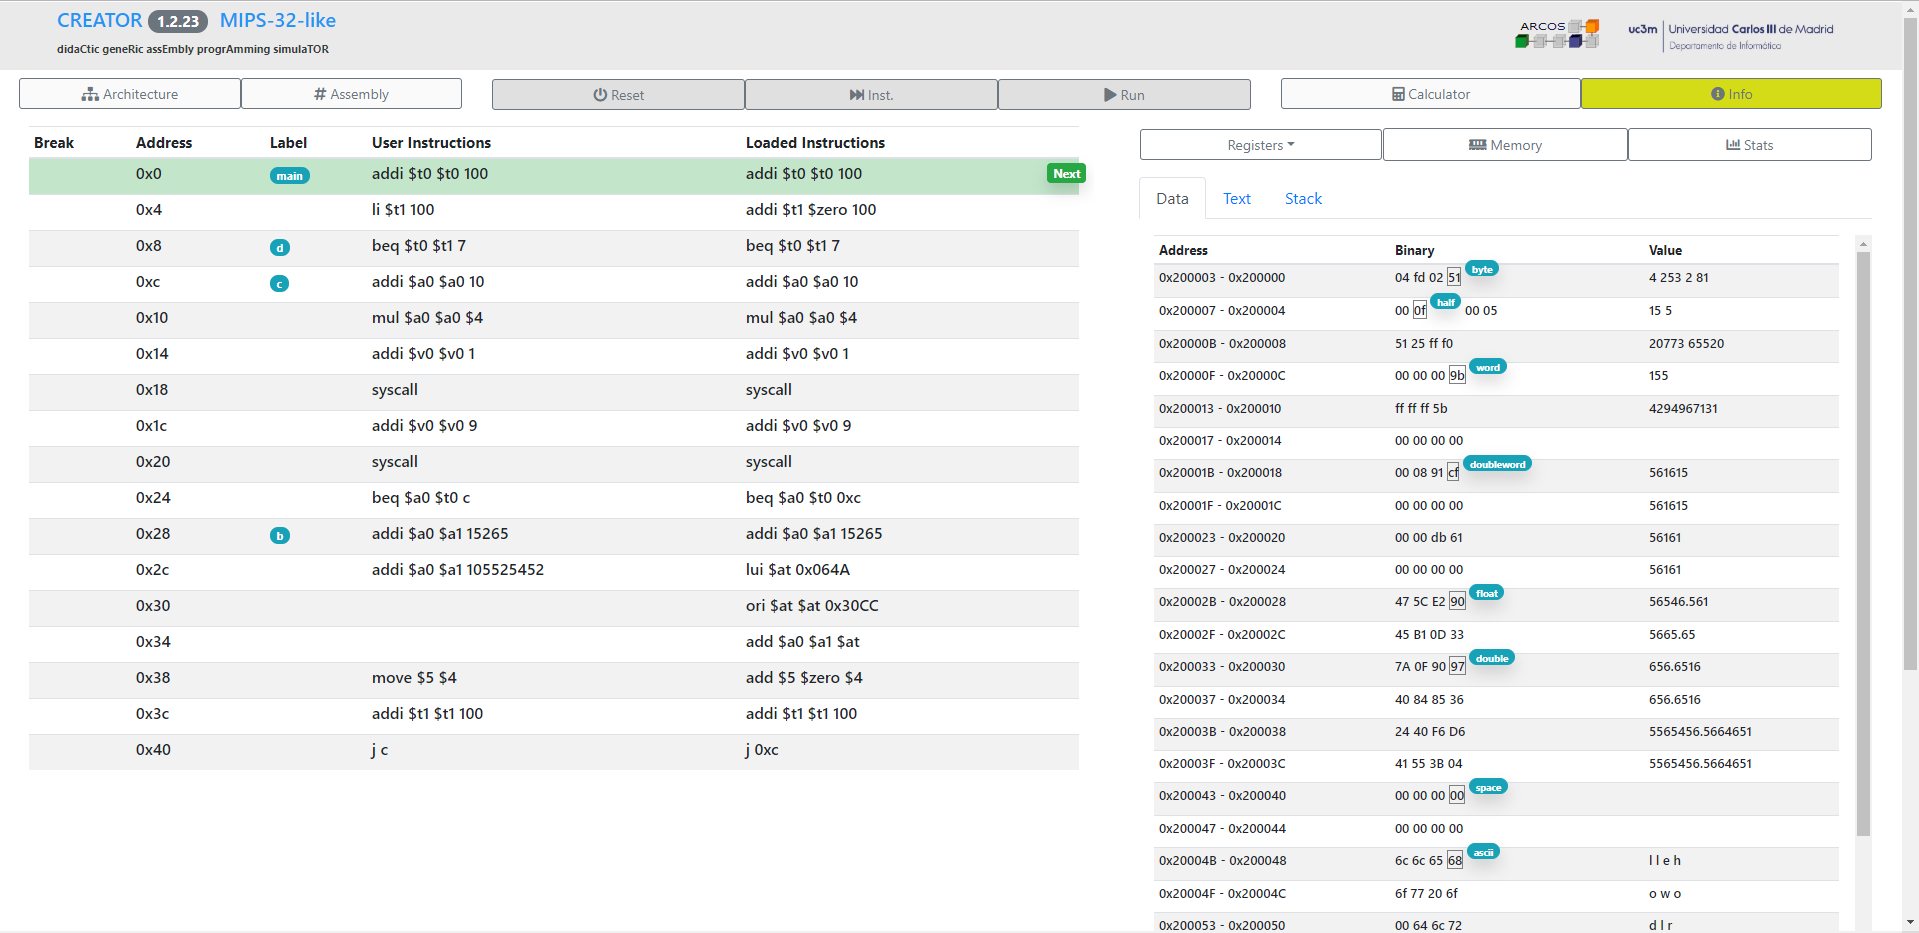 CREATOR 1.2.23 MIPS-32-like
didaCtic geneRic assEmbly progrAmming simulaTOR
ARCOS
uc3m Universidad Carlos III de Madrid
Departamento de Informática
Architecture # Assembly Reset Inst. Run Calculator Info
Break Address Label User Instructions Loaded Instructions
0x0 main addi $t0 $t0 100 addi $t0 $t0 100 Next
0x4 li $t1 100 addi $t1 $zero 100
0x8 d beq $t0 $t1 7 beq $t0 $t1 7
0xc c addi $a0 $a0 10 addi $a0 $a0 10
0x10 mul $a0 $a0 $4 mul $a0 $a0 $4
0x14 addi $v0 $v0 1 addi $v0 $v0 1
0x18 syscall syscall
0x1c addi $v0 $v0 9 addi $v0 $v0 9
0x20 syscall syscall
0x24 beq $a0 $t0 c beq $a0 $t0 0xc
0x28 b addi $a0 $a1 15265 addi $a0 $a1 15265
0x2c addi $a0 $a1 105525452 lui $at 0x064A
0x30 ori $at $at 0x30CC
0x34 add $a0 $a1 $at
0x38 move $5 $4 add $5 $zero $4
0x3c addi $t1 $t1 100 addi $t1 $t1 100
0x40 j c j 0xc
Registers Memory Stats
Data Text Stack
Address Binary Value
0x200003 - 0x200000 04 fd 02 51 byte 4 253 2 81
0x200007 - 0x200004 00 0f half 00 05 15 5
0x20000B - 0x200008 51 25 ff f0 20773 65520
0x20000F - 0x20000C 00 00 00 9b word 155
0x200013 - 0x200010 ff ff ff 5b 4294967131
0x200017 - 0x200014 00 00 00 00
0x20001B - 0x200018 00 08 91 cf doubleword 561615
0x20001F - 0x20001C 00 00 00 00 561615
0x200023 - 0x200020 00 00 db 61 56161
0x200027 - 0x200024 00 00 00 00 56161
0x20002B - 0x200028 47 5C E2 90 float 56546.561
0x20002F - 0x20002C 45 B1 0D 33 5665.65
0x200033 - 0x200030 7A 0F 90 97 double 656.6516
0x200037 - 0x200034 40 84 85 36 656.6516
0x20003B - 0x200038 24 40 F6 D6 5565456.5664651
0x20003F - 0x20003C 41 55 3B 04 5565456.5664651
0x200043 - 0x200040 00 00 00 00 space
0x200047 - 0x200044 00 00 00 00
0x20004B - 0x200048 6c 6c 65 68 ascii l l e h
0x20004F - 0x20004C 6f 77 20 6f o w o
0x200053 - 0x200050 00 64 6c 72 d l r